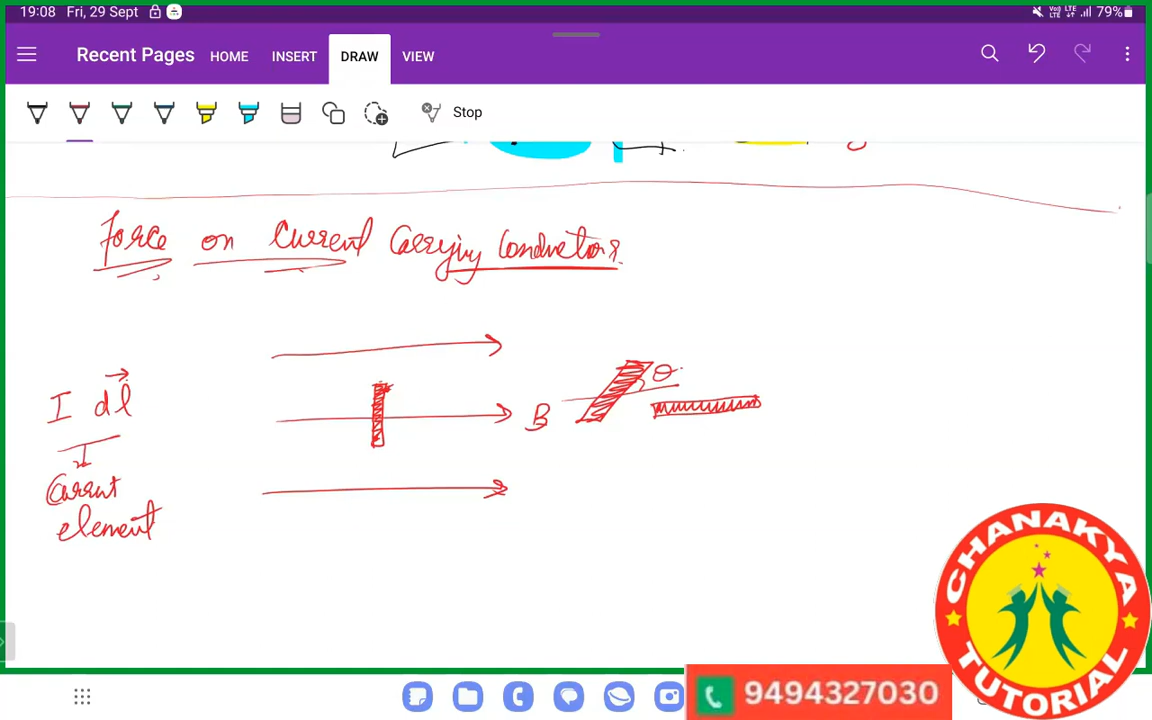 19:08 Fri, 29 Sept 79%
Recent Pages HOME INSERT DRAW VIEW
Stop
Force on Current Carrying Conductors.
I dl
B
θ
Current
element
CHANAKYA
TUTORIAL
9494327030